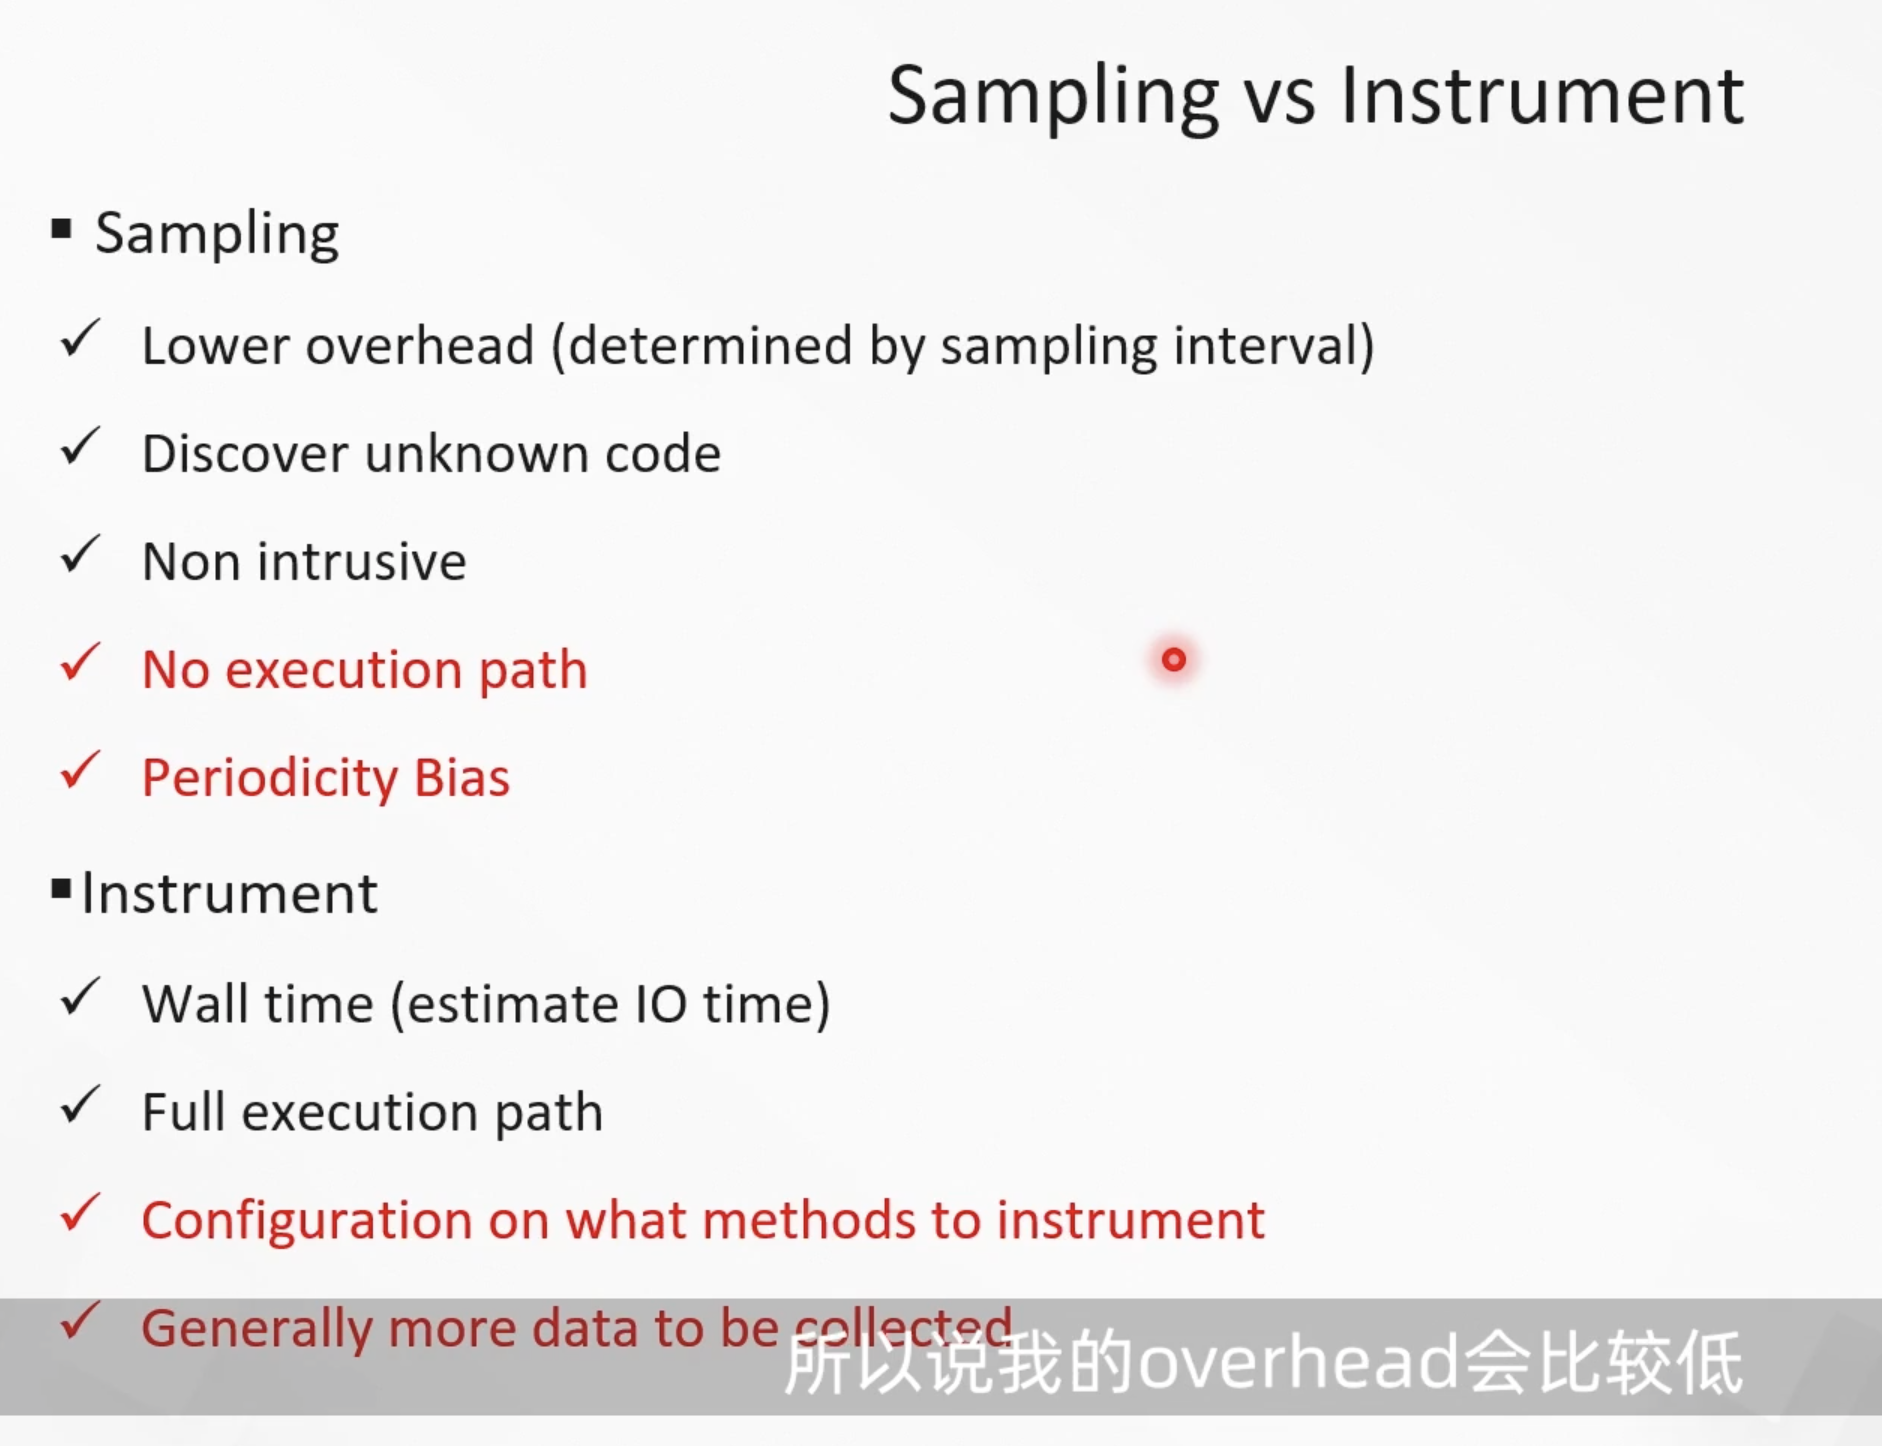 Sampling vs Instrument
▪ Sampling
✓ Lower overhead (determined by sampling interval)
✓ Discover unknown code
✓ Non intrusive
✓ No execution path
✓ Periodicity Bias
▪Instrument
✓ Wall time (estimate IO time)
✓ Full execution path
✓ Configuration on what methods to instrument
✓ Generally more data to be collected
所以说我的overhead会比较低